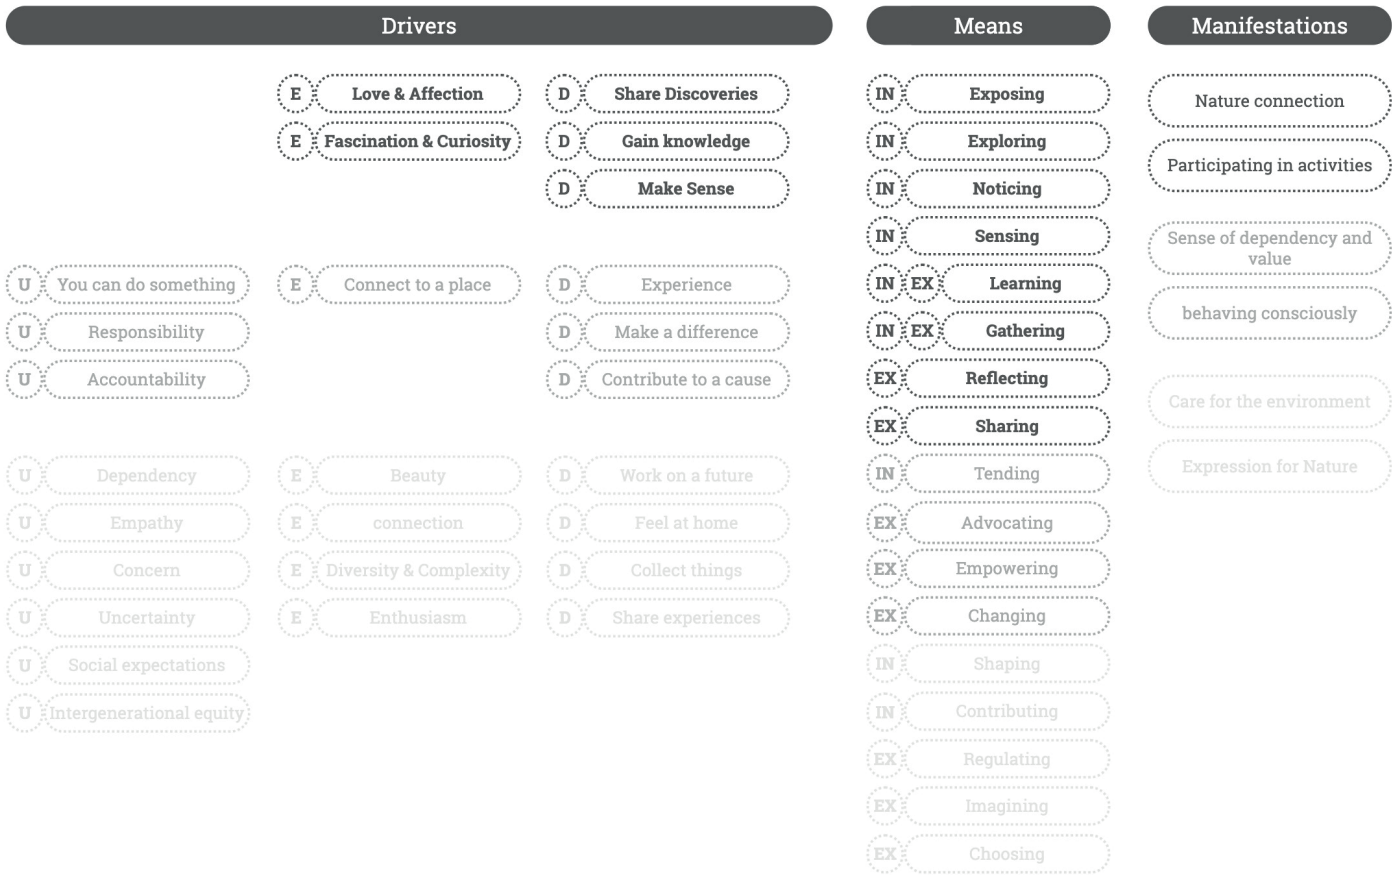 Drivers
Means
Manifestations
E Love & Affection
E Fascination & Curiosity
D Share Discoveries
D Gain knowledge
D Make Sense
U You can do something
U Responsibility
U Accountability
E Connect to a place
D Experience
D Make a difference
D Contribute to a cause
U Dependency
U Empathy
U Concern
U Uncertainty
U Social expectations
U Intergenerational equity
E Beauty
E connection
E Diversity & Complexity
E Enthusiasm
D Work on a future
D Feel at home
D Collect things
D Share experiences
IN Exposing
IN Exploring
IN Noticing
IN Sensing
IN EX Learning
IN EX Gathering
EX Reflecting
EX Sharing
IN Tending
EX Advocating
EX Empowering
EX Changing
IN Shaping
IN Contributing
EX Regulating
EX Imagining
EX Choosing
Nature connection
Participating in activities
Sense of dependency and
value
behaving consciously
Care for the environment
Expression for Nature